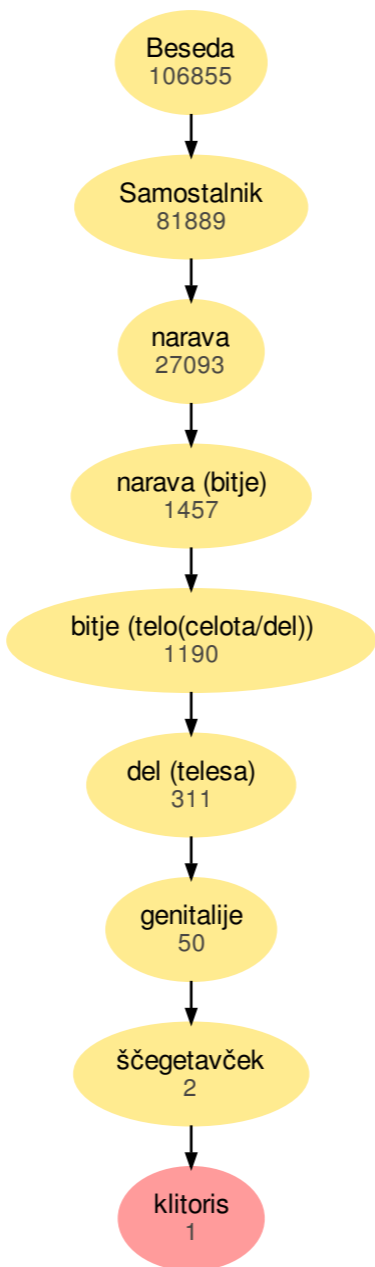 Beseda
106855
Samostalnik
81889
narava
27093
narava (bitje)
1457
bitje (telo(celota/del))
1190
del (telesa)
311
genitalije
50
ščegetavček
2
klitoris
1